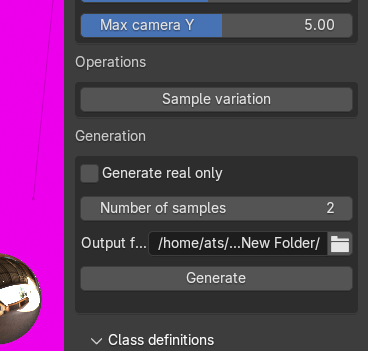 Max camera Y 5.00
Operations
Sample variation
Generation
Generate real only
Number of samples 2
Output f... /home/ats/...New Folder/
Generate
Class definitions